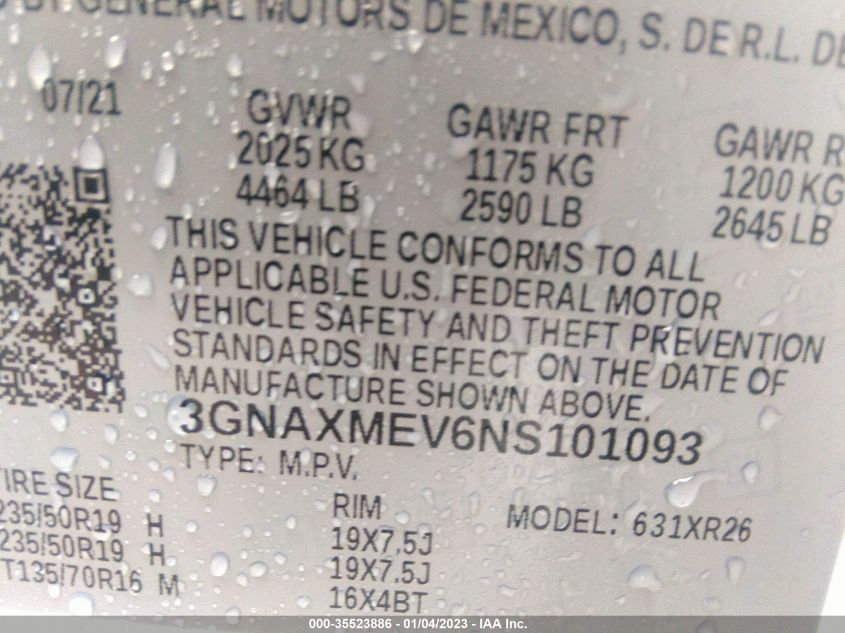 BY GENERAL MOTORS DE MEXICO, S. DE R.L. DE
07/21
GVWR
2025 KG
4464 LB
GAWR FRT
1175 KG
2590 LB
GAWR R
1200 KG
2645 LB
THIS VEHICLE CONFORMS TO ALL
APPLICABLE U.S. FEDERAL MOTOR
VEHICLE SAFETY AND THEFT PREVENTION
STANDARDS IN EFFECT ON THE DATE OF
MANUFACTURE SHOWN ABOVE.
3GNAXMEV6NS101093
TYPE: M.P.V.
TIRE SIZE
235/50R19 H
235/50R19 H
T135/70R16 M
RIM
19X7.5J
19X7.5J
16X4BT
MODEL: 631XR26
000-35523886 - 01/04/2023 - IAA Inc.